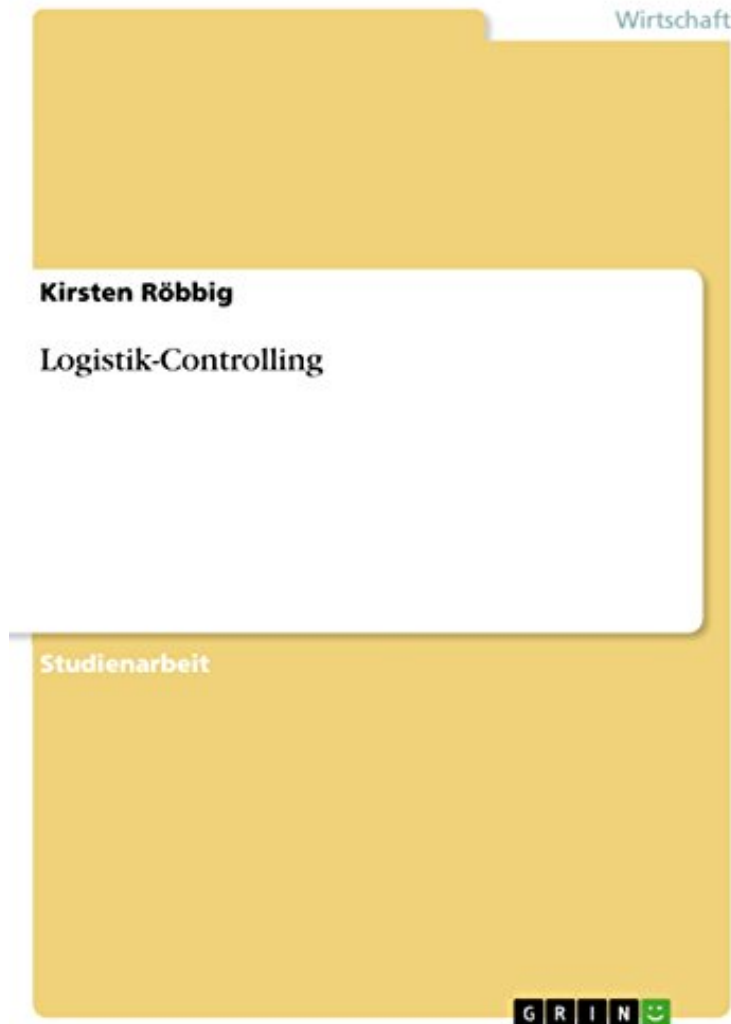 Wirtschaft
Kirsten Röbbig
Logistik-Controlling
Studienarbeit
GRIN